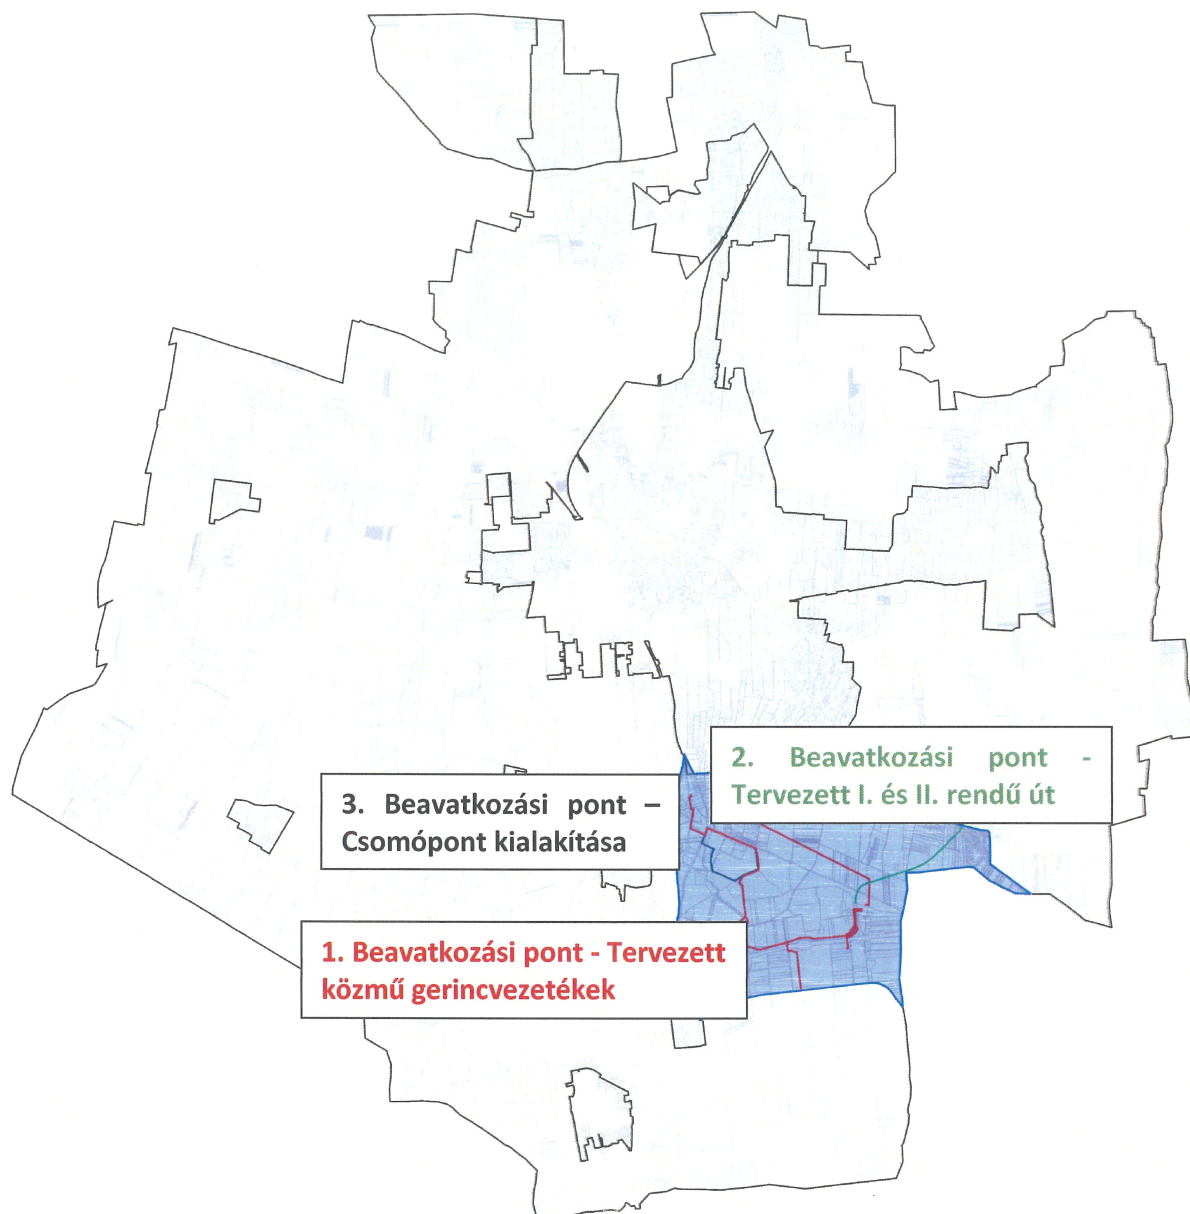 2. Beavatkozási pont -
Tervezett I. és II. rendű út
3. Beavatkozási pont –
Csomópont kialakítása
1. Beavatkozási pont - Tervezett
közmű gerincvezetékek